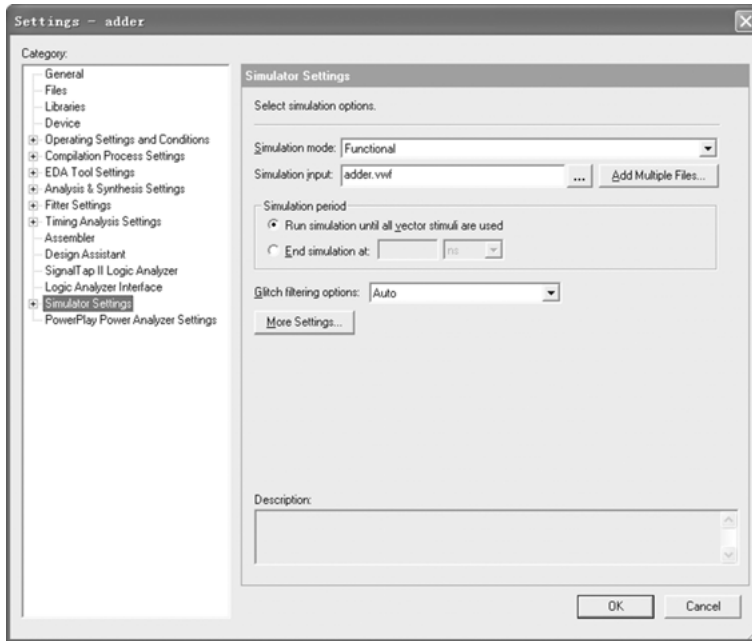 Settings - adder
Category:
General
Files
Libraries
Device
Operating Settings and Conditions
Compilation Process Settings
EDA Tool Settings
Analysis & Synthesis Settings
Fitter Settings
Timing Analysis Settings
Assembler
Design Assistant
SignalTap II Logic Analyzer
Logic Analyzer Interface
Simulator Settings
PowerPlay Power Analyzer Settings
Simulator Settings
Select simulation options.
Simulation mode: Functional
Simulation input: adder.vwf ... Add Multiple Files...
Simulation period
Run simulation until all vector stimuli are used
End simulation at: ns
Glitch filtering options: Auto
More Settings...
Description:
OK Cancel